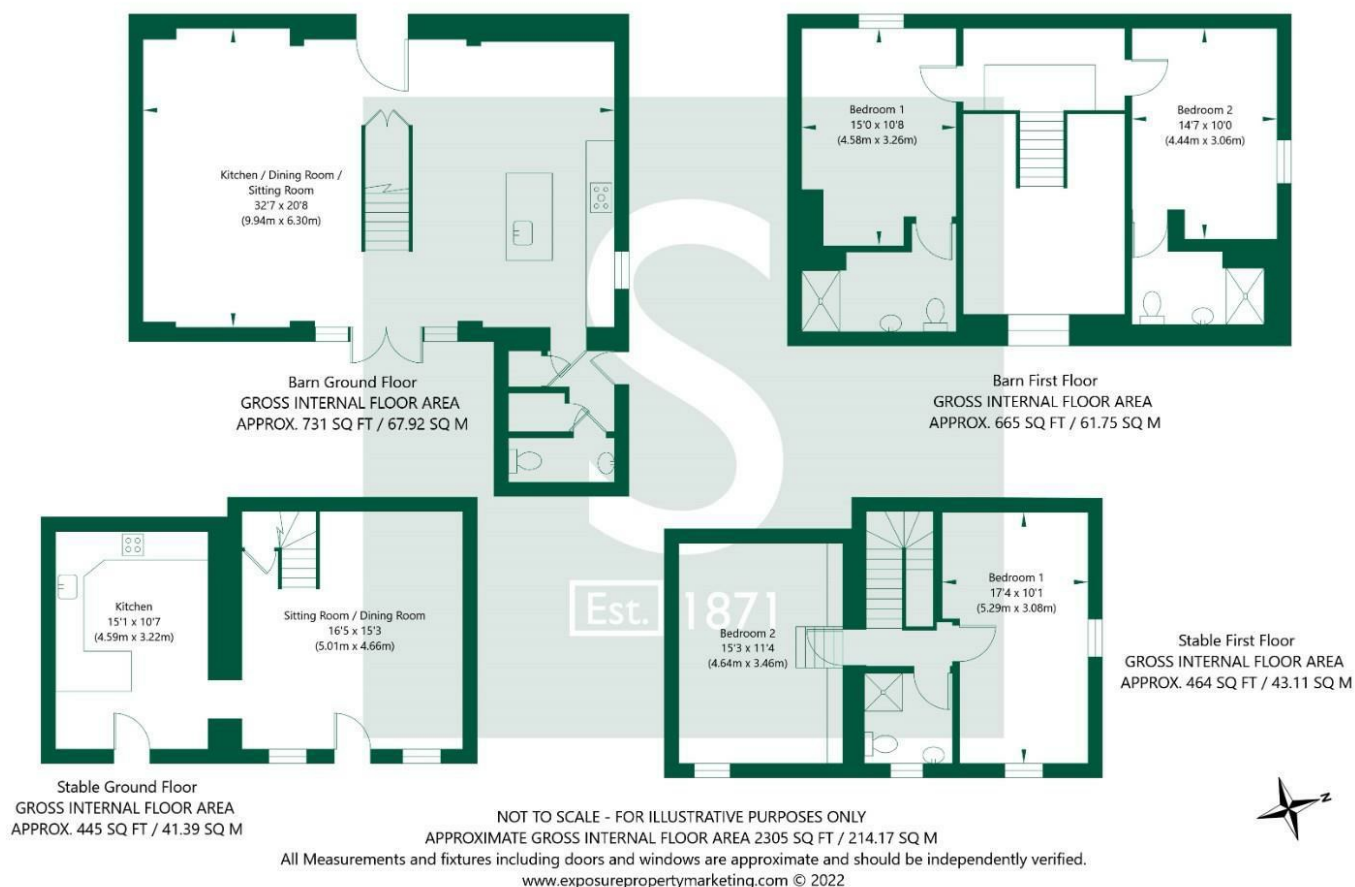 Kitchen / Dining Room /
Sitting Room
32'7 x 20'8
(9.94m x 6.30m)
Barn Ground Floor
GROSS INTERNAL FLOOR AREA
APPROX. 731 SQ FT / 67.92 SQ M
Bedroom 1
15'0 x 10'8
(4.58m x 3.26m)
Bedroom 2
14'7 x 10'0
(4.44m x 3.06m)
Barn First Floor
GROSS INTERNAL FLOOR AREA
APPROX. 665 SQ FT / 61.75 SQ M
S
Est. 1871
Kitchen
15'1 x 10'7
(4.59m x 3.22m)
Sitting Room / Dining Room
16'5 x 15'3
(5.01m x 4.66m)
Stable Ground Floor
GROSS INTERNAL FLOOR AREA
APPROX. 445 SQ FT / 41.39 SQ M
Bedroom 2
15'3 x 11'4
(4.64m x 3.46m)
Bedroom 1
17'4 x 10'1
(5.29m x 3.08m)
Stable First Floor
GROSS INTERNAL FLOOR AREA
APPROX. 464 SQ FT / 43.11 SQ M
N
NOT TO SCALE - FOR ILLUSTRATIVE PURPOSES ONLY
APPROXIMATE GROSS INTERNAL FLOOR AREA 2305 SQ FT / 214.17 SQ M
All Measurements and fixtures including doors and windows are approximate and should be independently verified.
www.exposurepropertymarketing.com © 2022